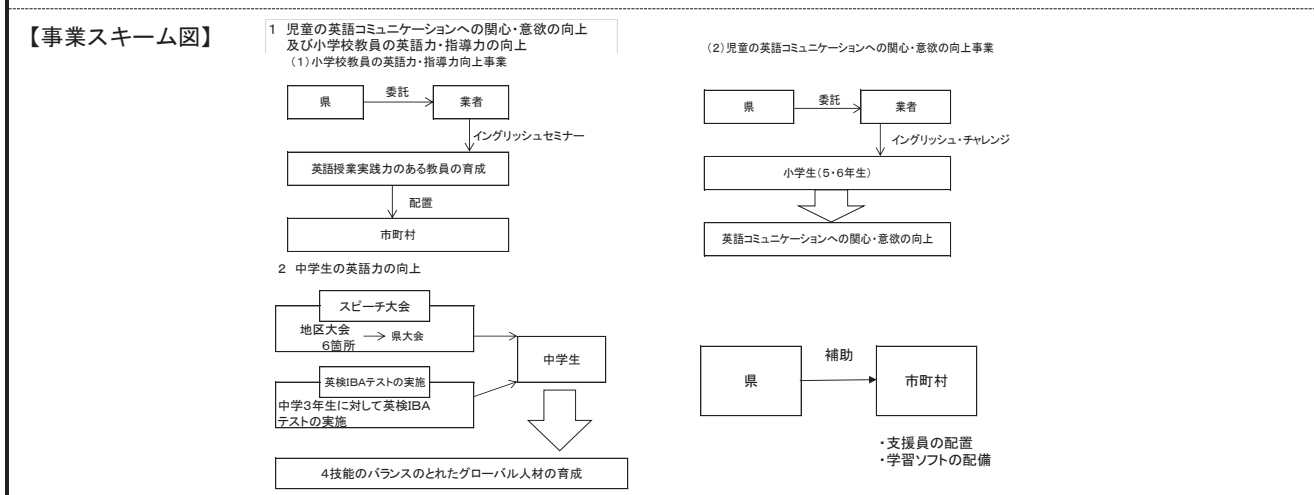 【事業スキーム図】
1 児童の英語コミュニケーションへの関心・意欲の向上
及び小学校教員の英語力・指導力の向上
(1)小学校教員の英語力・指導力向上事業
県
委託
業者
イングリッシュセミナー
英語授業実践力のある教員の育成
配置
市町村
(2)児童の英語コミュニケーションへの関心・意欲の向上事業
県
委託
業者
イングリッシュ・チャレンジ
小学生(5・6年生)
英語コミュニケーションへの関心・意欲の向上
2 中学生の英語力の向上
スピーチ大会
地区大会
6箇所
県大会
英検IBAテストの実施
中学3年生に対して英検IBA
テストの実施
中学生
4技能のバランスのとれたグローバル人材の育成
県
補助
市町村
・支援員の配置
・学習ソフトの配備